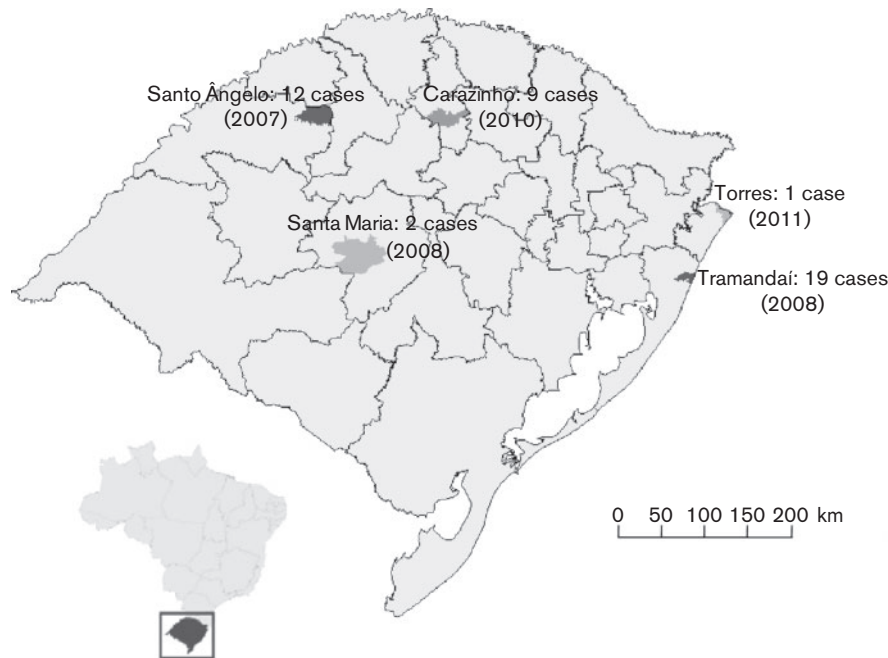 Santo Ângelo: 12 cases
(2007)
Carazinho: 9 cases
(2010)
Torres: 1 case
(2011)
Santa Maria: 2 cases
(2008)
Tramandaí: 19 cases
(2008)
0 50 100 150 200 km